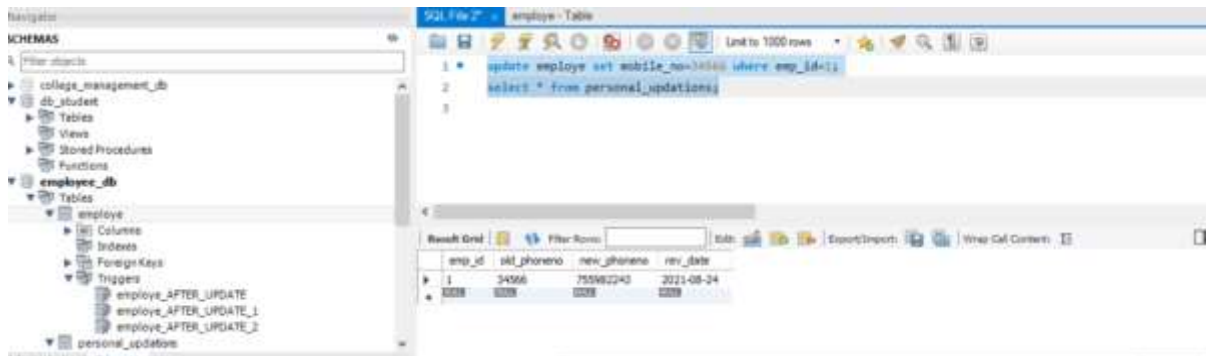 Navigator
SCHEMAS
Filter objects
college_management_db
db_student
Tables
Views
Stored Procedures
Functions
employee_db
Tables
employe
Columns
Indexes
Foreign Keys
Triggers
employe_AFTER_UPDATE
employe_AFTER_UPDATE_1
employe_AFTER_UPDATE_2
personal_updations
SQL File 2* employe - Table
Limit to 1000 rows
1 update employe set mobile_no=34566 where emp_id=1;
2 select * from personal_updations;
3
Result Grid Filter Rows: Edit: Export/Import: Wrap Cell Content:
emp_id old_phoneno new_phoneno rev_date
1 34566 755982243 2021-08-24
NULL NULL NULL NULL